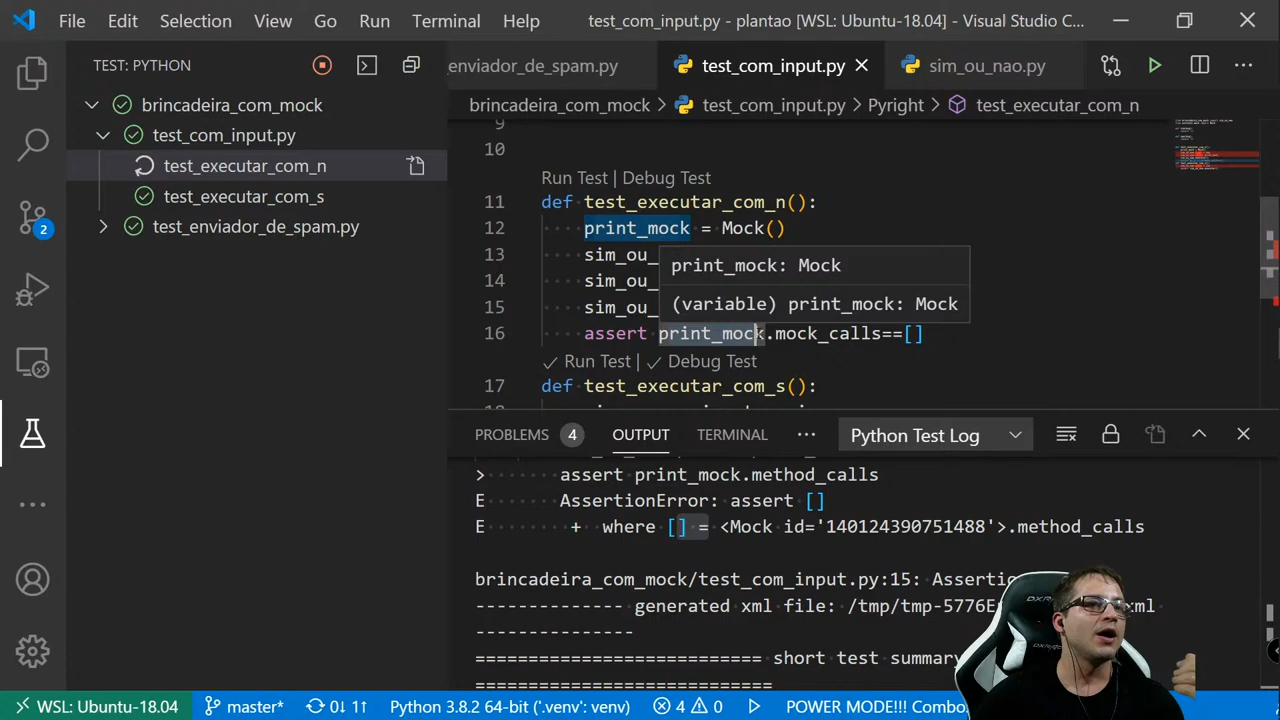 File Edit Selection View Go Run Terminal Help test_com_input.py - plantao [WSL: Ubuntu-18.04] - Visual Studio C...
TEST: PYTHON
brincadeira_com_mock
test_com_input.py
test_executar_com_n
test_executar_com_s
test_enviador_de_spam.py
2
enviador_de_spam.py test_com_input.py sim_ou_nao.py
brincadeira_com_mock > test_com_input.py > Pyright > test_executar_com_n
9
10
Run Test | Debug Test
11 def test_executar_com_n():
12 print_mock = Mock()
13 sim_ou_
14 sim_ou_
15 sim_ou_
print_mock: Mock
(variable) print_mock: Mock
16 assert print_mock.mock_calls==[]
✓ Run Test | ✓ Debug Test
17 def test_executar_com_s():
PROBLEMS 4 OUTPUT TERMINAL ··· Python Test Log
> assert print_mock.method_calls
E AssertionError: assert []
E + where [] = <Mock id='140124390751488'>.method_calls
brincadeira_com_mock/test_com_input.py:15: Asserti
-------------- generated xml file: /tmp/tmp-5776E xml
--------------
========================= short test summa
===========================
WSL: Ubuntu-18.04 master* 0↓ 1↑ Python 3.8.2 64-bit ('.venv': venv) 4 0 POWER MODE!!! Combo